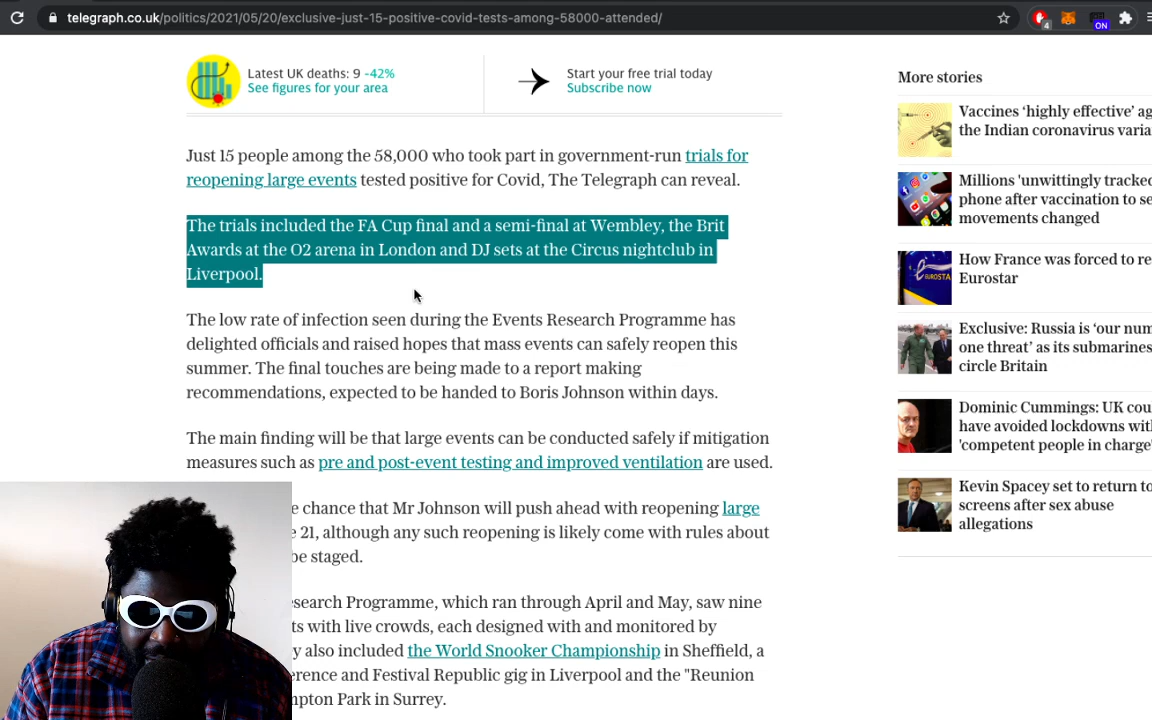 telegraph.co.uk/politics/2021/05/20/exclusive-just-15-positive-covid-tests-among-58000-attended/
4
ON
Latest UK deaths: 9 -42%
See figures for your area
Start your free trial today
Subscribe now
Just 15 people among the 58,000 who took part in government-run trials for
reopening large events tested positive for Covid, The Telegraph can reveal.
The trials included the FA Cup final and a semi-final at Wembley, the Brit
Awards at the O2 arena in London and DJ sets at the Circus nightclub in
Liverpool.
The low rate of infection seen during the Events Research Programme has
delighted officials and raised hopes that mass events can safely reopen this
summer. The final touches are being made to a report making
recommendations, expected to be handed to Boris Johnson within days.
The main finding will be that large events can be conducted safely if mitigation
measures such as pre and post-event testing and improved ventilation are used.
e chance that Mr Johnson will push ahead with reopening large
e 21, although any such reopening is likely come with rules about
be staged.
esearch Programme, which ran through April and May, saw nine
ts with live crowds, each designed with and monitored by
y also included the World Snooker Championship in Sheffield, a
erence and Festival Republic gig in Liverpool and the "Reunion
mpton Park in Surrey.
More stories
Vaccines ‘highly effective’ ag
the Indian coronavirus varia
Millions 'unwittingly tracked
phone after vaccination to se
movements changed
How France was forced to re
Eurostar
EUROSTA
Exclusive: Russia is ‘our num
one threat’ as its submarines
circle Britain
Dominic Cummings: UK cou
have avoided lockdowns with
'competent people in charge'
Kevin Spacey set to return to
screens after sex abuse
allegations